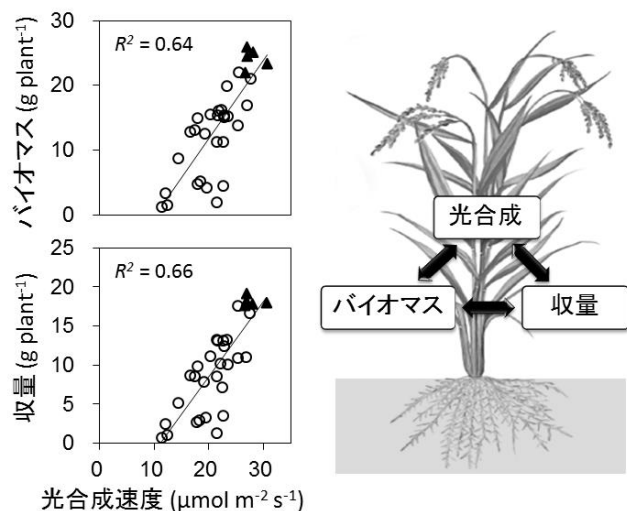 30
20
10
0
バイオマス (g plant⁻¹)
R² = 0.64
25
20
15
10
5
0
収量 (g plant⁻¹)
R² = 0.66
0 10 20 30
光合成速度 (μmol m⁻² s⁻¹)
光合成
バイオマス
収量